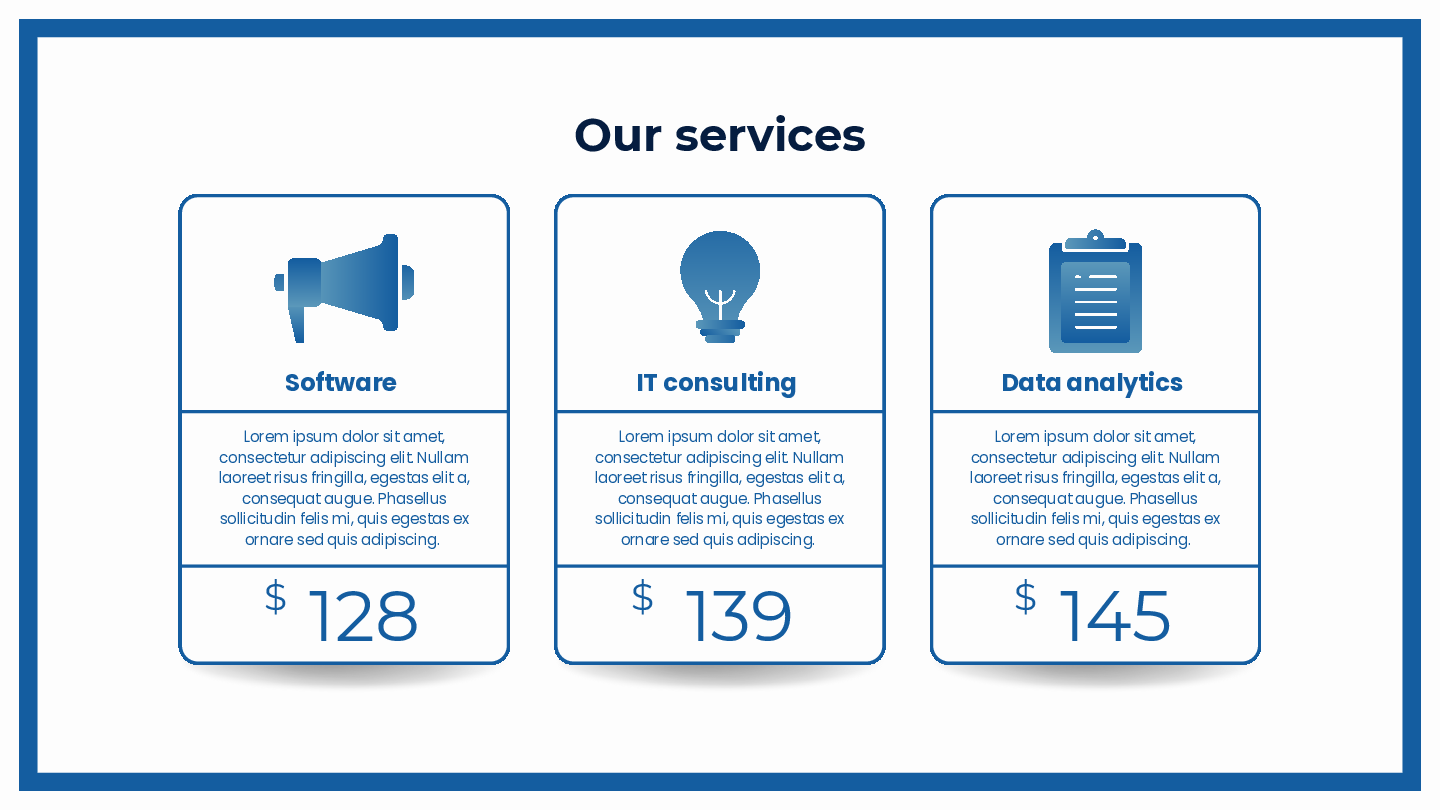 Our services
Software
Lorem ipsum dolor sit amet,
consectetur adipiscing elit. Nullam
laoreet risus fringilla, egestas elit a,
consequat augue. Phasellus
sollicitudin felis mi, quis egestas ex
ornare sed quis adipiscing.
$ 128
IT consulting
Lorem ipsum dolor sit amet,
consectetur adipiscing elit. Nullam
laoreet risus fringilla, egestas elit a,
consequat augue. Phasellus
sollicitudin felis mi, quis egestas ex
ornare sed quis adipiscing.
$ 139
Data analytics
Lorem ipsum dolor sit amet,
consectetur adipiscing elit. Nullam
laoreet risus fringilla, egestas elit a,
consequat augue. Phasellus
sollicitudin felis mi, quis egestas ex
ornare sed quis adipiscing.
$ 145